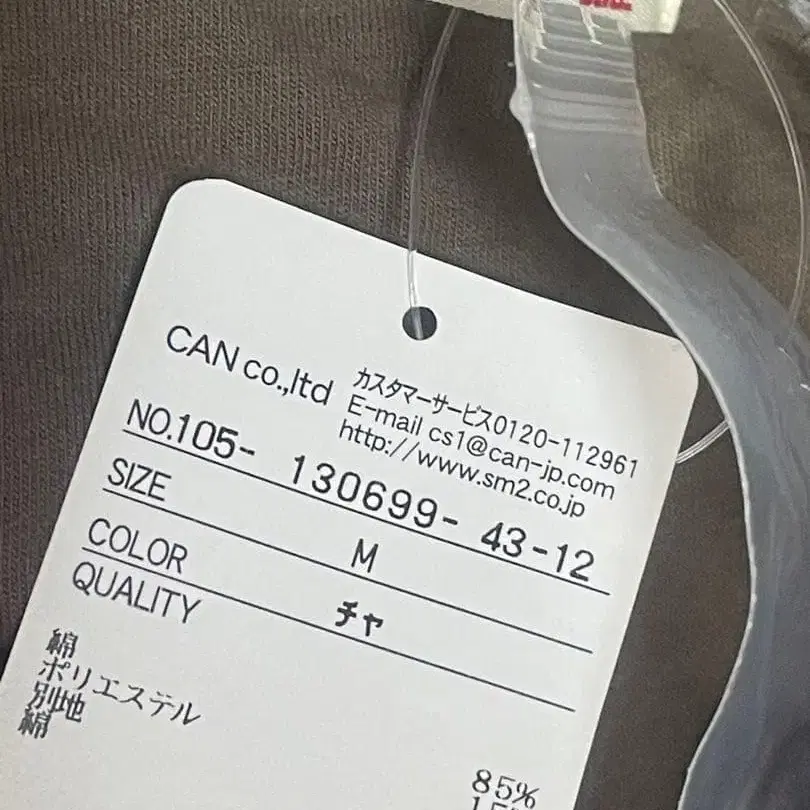 CAN co.,ltd
カスタマーサービス0120-112961
E-mail cs1@can-jp.com
http://www.sm2.co.jp
NO.105- 130699- 43-12
SIZE M
COLOR チャ
QUALITY
綿 85%
ポリエステル
別地
綿